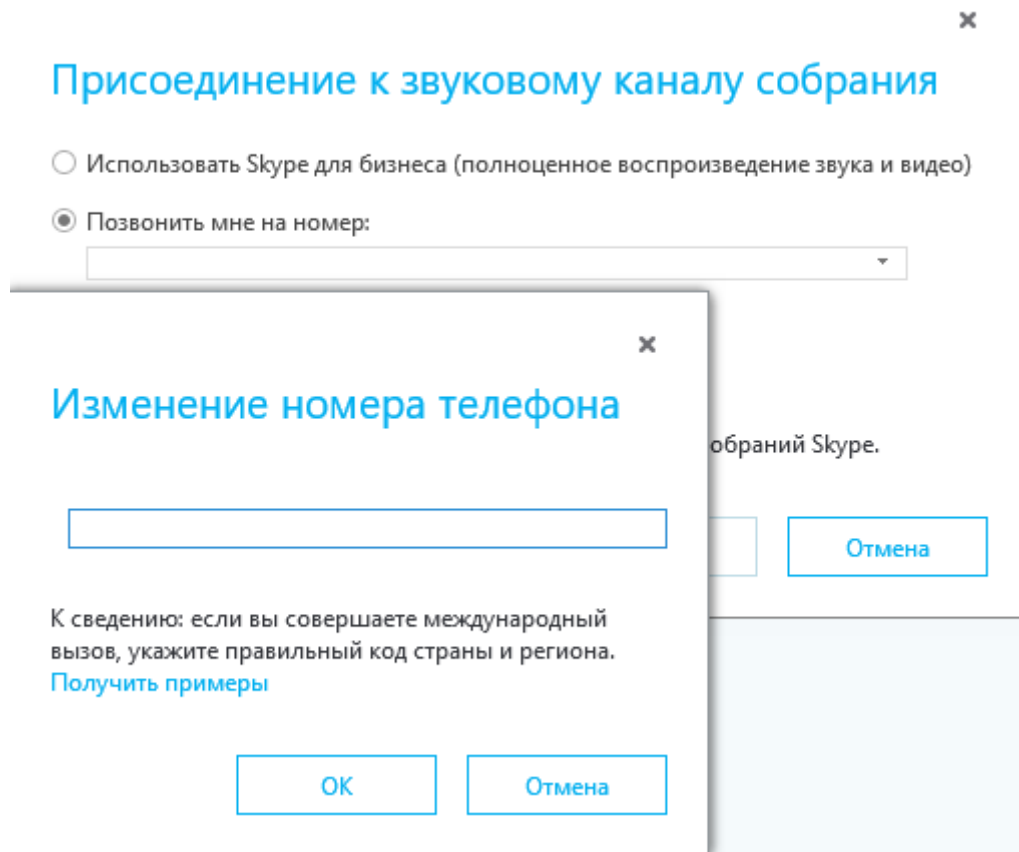 Присоединение к звуковому каналу собрания
Использовать Skype для бизнеса (полноценное воспроизведение звука и видео)
Позвонить мне на номер:
Изменение номера телефона
обраний Skype.
Отмена
К сведению: если вы совершаете международный
вызов, укажите правильный код страны и региона.
Получить примеры
ОК
Отмена